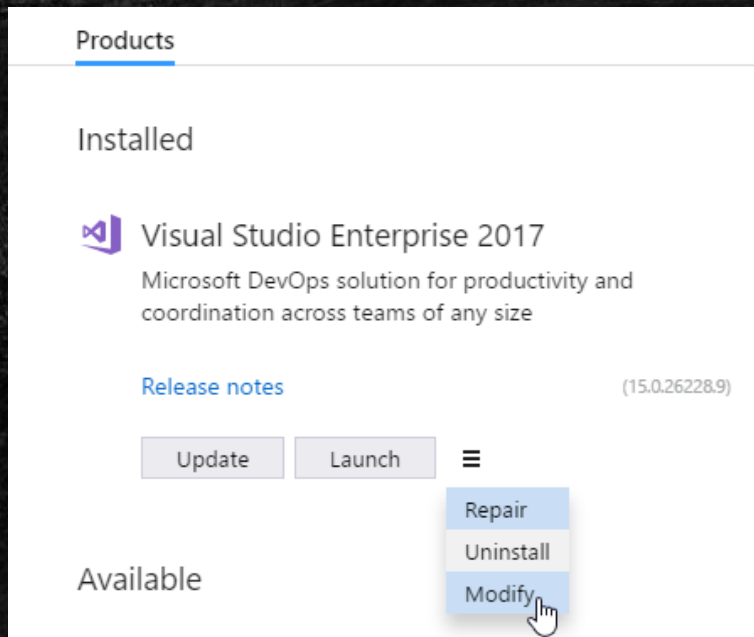 Products
Installed
Visual Studio Enterprise 2017
Microsoft DevOps solution for productivity and
coordination across teams of any size
Release notes (15.0.26228.9)
Update Launch
Repair
Uninstall
Available
Modify